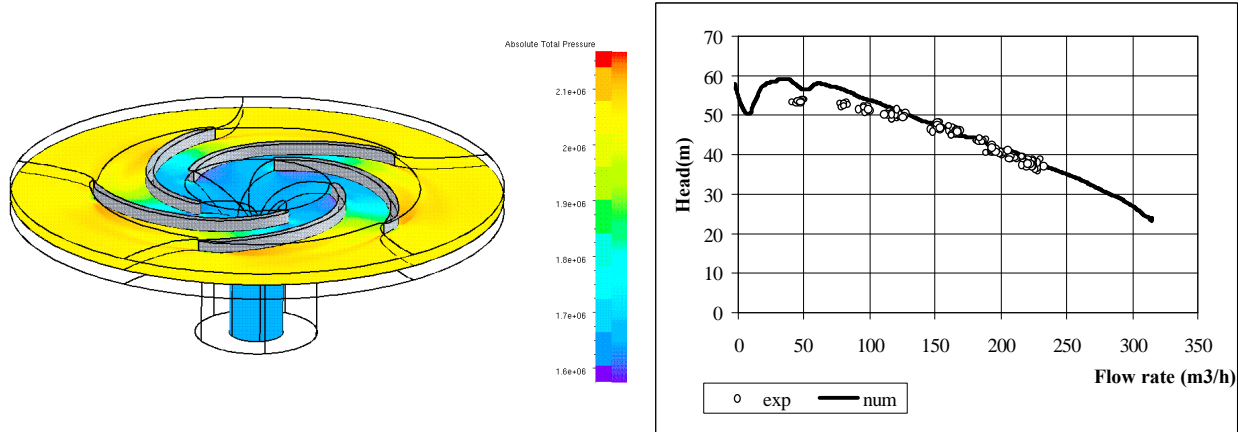 Absolute Total Pressure
2.1e+06
2e+06
1.9e+06
1.8e+06
1.7e+06
1.6e+06
70
60
50
40
30
20
10
0
Head(m)
0 50 100 150 200 250 300 350
Flow rate (m3/h)
exp num